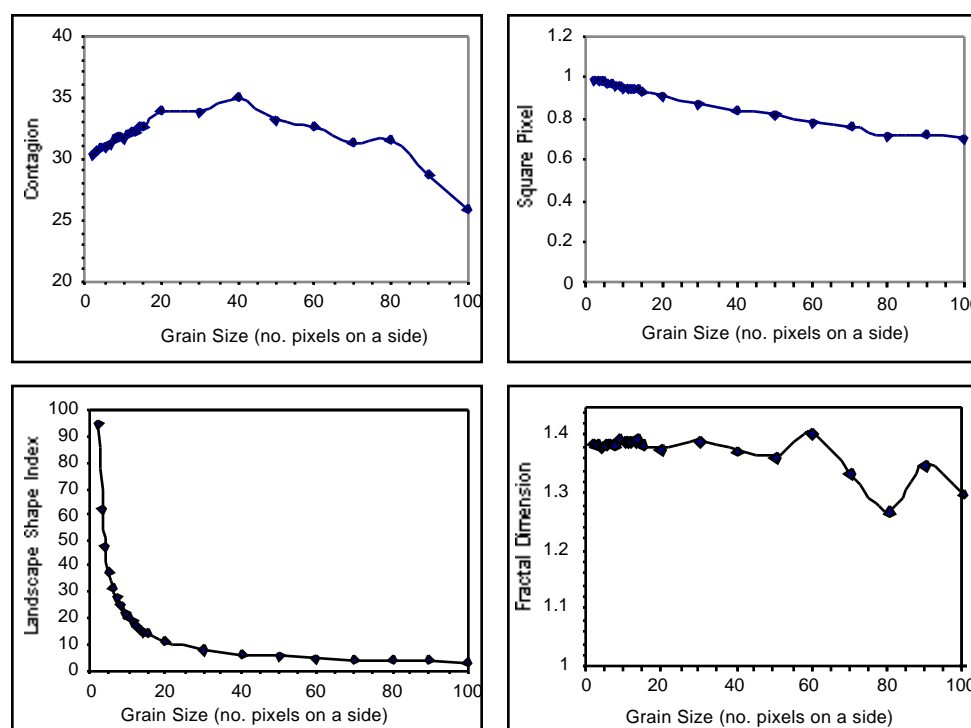 40
35
30
25
20
Contagion
0 20 40 60 80 100
Grain Size (no. pixels on a side)
1.2
1
0.8
0.6
0.4
0.2
0
Square Pixel
0 20 40 60 80 100
Grain Size (no. pixels on a side)
100
90
80
70
60
50
40
30
20
10
0
Landscape Shape Index
0 20 40 60 80 100
Grain Size (no. pixels on a side)
1.4
1.3
1.2
1.1
1
Fractal Dimension
0 20 40 60 80 100
Grain Size (no. pixels on a side)